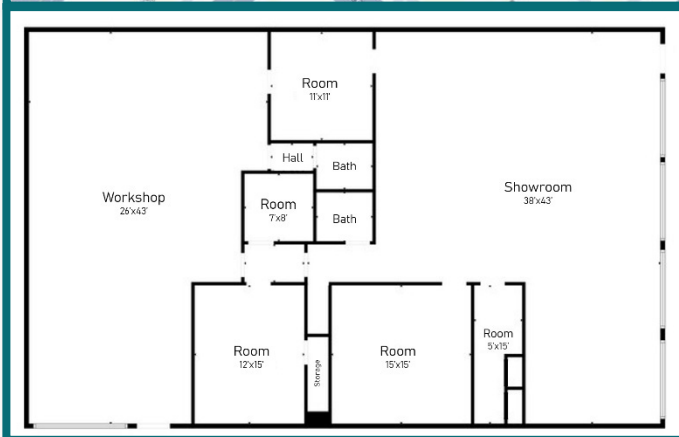 Room
11'x11'
Hall
Bath
Workshop
26'x43'
Room
7'x8'
Bath
Showroom
38'x43'
Room
12'x15'
Storage
Room
15'x15'
Room
5'x15'